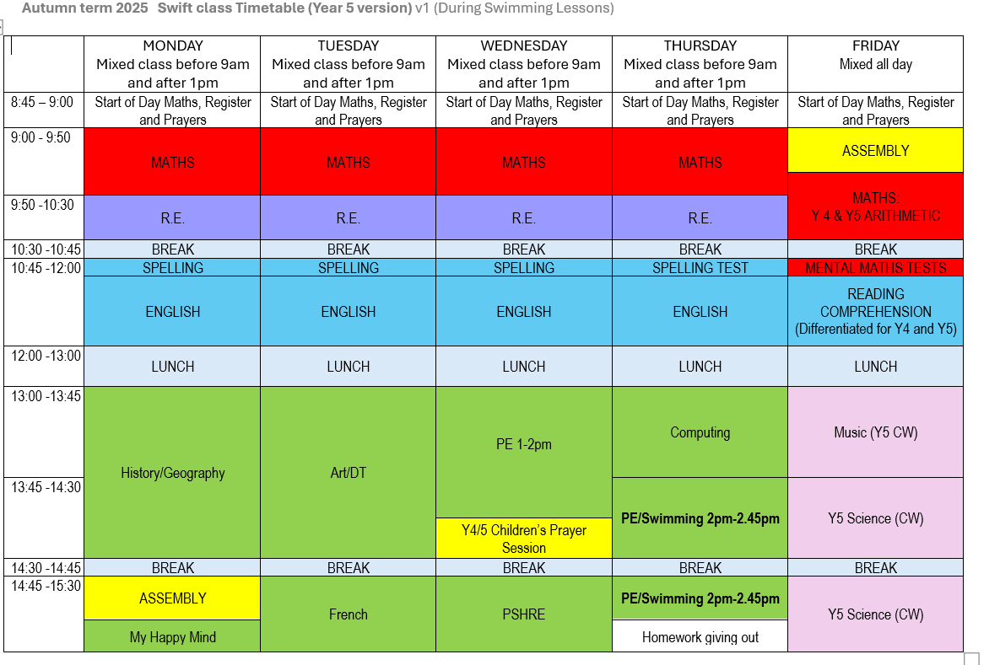 Autumn term 2025 Swift class Timetable (Year 5 version) v1 (During Swimming Lessons)
MONDAY
Mixed class before 9am
and after 1pm
TUESDAY
Mixed class before 9am
and after 1pm
WEDNESDAY
Mixed class before 9am
and after 1pm
THURSDAY
Mixed class before 9am
and after 1pm
FRIDAY
Mixed all day
8:45 – 9:00
Start of Day Maths, Register
and Prayers
Start of Day Maths, Register
and Prayers
Start of Day Maths, Register
and Prayers
Start of Day Maths, Register
and Prayers
Start of Day Maths, Register
and Prayers
9:00 - 9:50
MATHS
MATHS
MATHS
MATHS
ASSEMBLY
MATHS:
Y 4 & Y5 ARITHMETIC
9:50 -10:30
R.E.
R.E.
R.E.
R.E.
10:30 -10:45
BREAK
BREAK
BREAK
BREAK
BREAK
10:45 -12:00
SPELLING
SPELLING
SPELLING
SPELLING TEST
MENTAL MATHS TESTS
ENGLISH
ENGLISH
ENGLISH
ENGLISH
READING
COMPREHENSION
(Differentiated for Y4 and Y5)
12:00 -13:00
LUNCH
LUNCH
LUNCH
LUNCH
LUNCH
13:00 -13:45
History/Geography
Art/DT
PE 1-2pm
Computing
Music (Y5 CW)
13:45 -14:30
Y4/5 Children’s Prayer
Session
PE/Swimming 2pm-2.45pm
Y5 Science (CW)
14:30 -14:45
BREAK
BREAK
BREAK
BREAK
BREAK
14:45 -15:30
ASSEMBLY
My Happy Mind
French
PSHRE
PE/Swimming 2pm-2.45pm
Homework giving out
Y5 Science (CW)